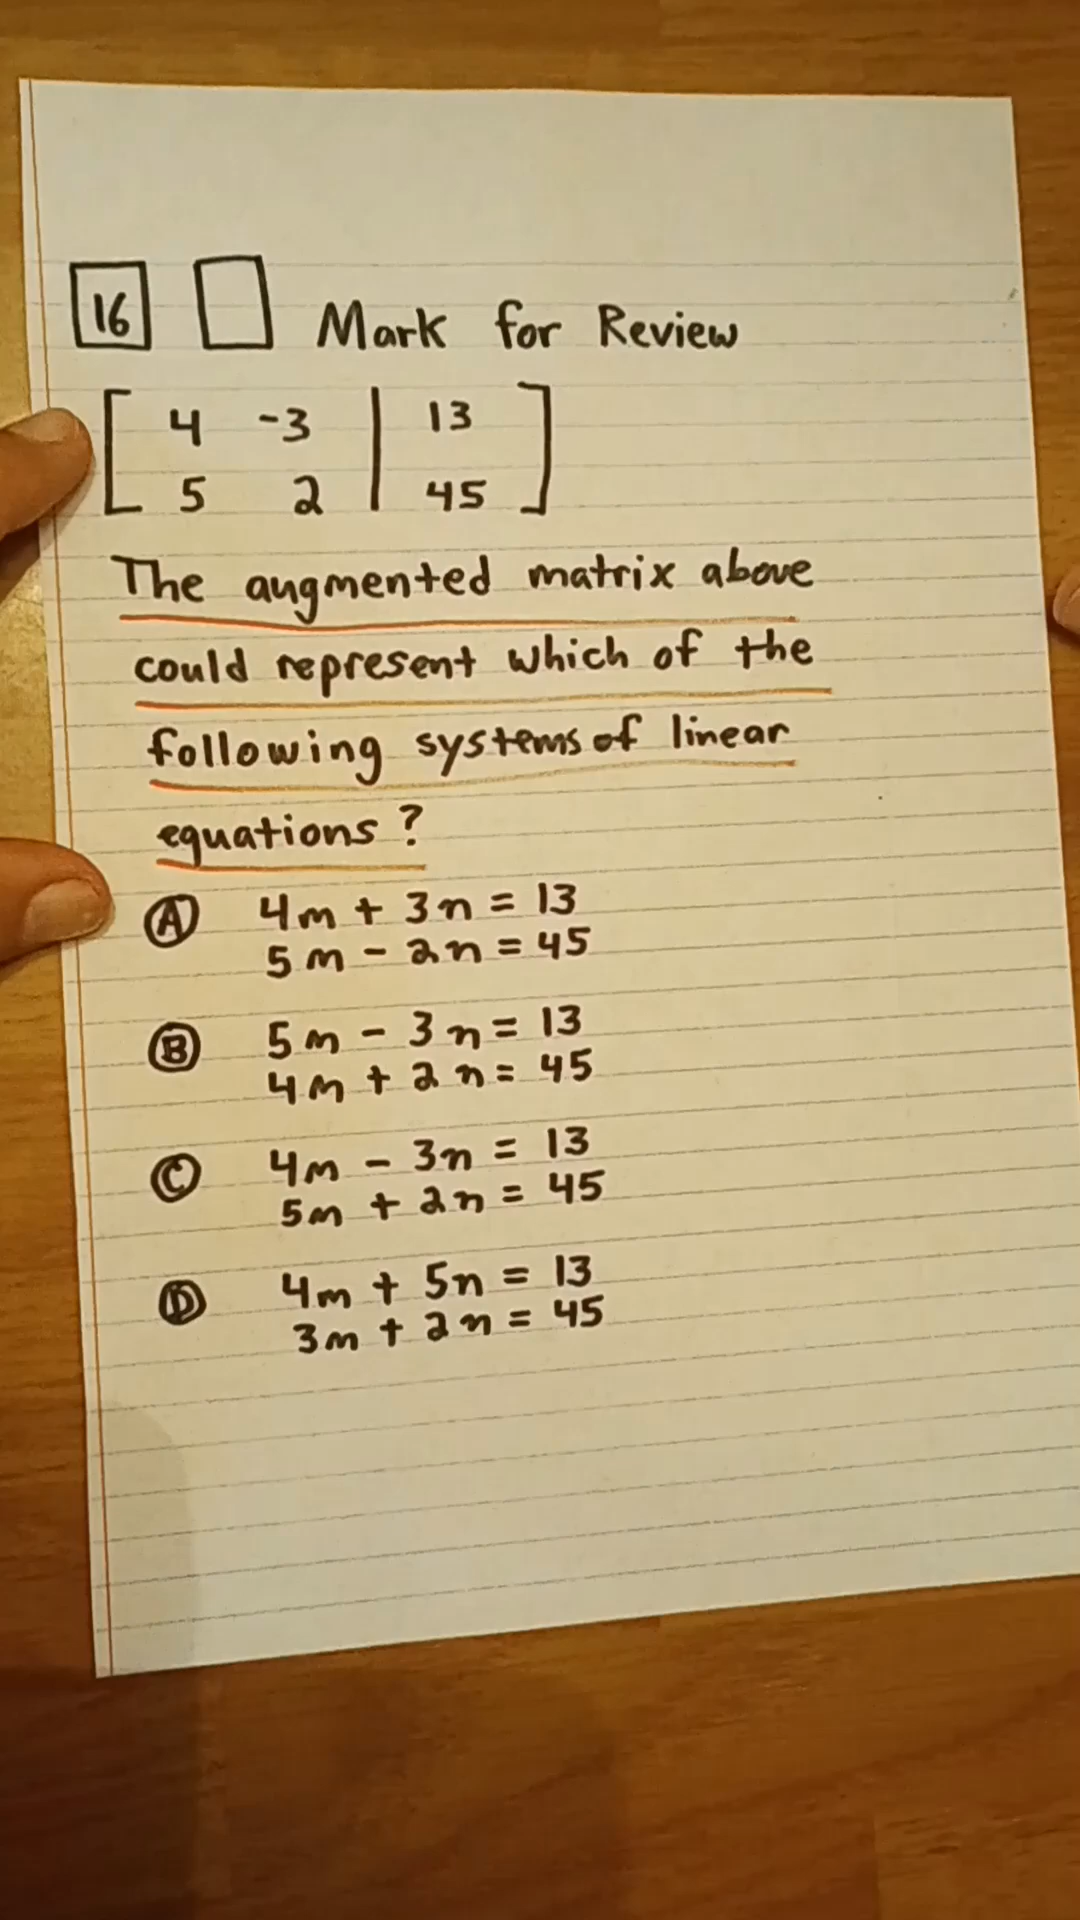 16 Mark for Review
4 -3 | 13
5 2 | 45
The augmented matrix above
could represent which of the
following systems of linear
equations?
A 4m + 3n = 13
5m - 2n = 45
B 5m - 3n = 13
4m + 2n = 45
C 4m - 3n = 13
5m + 2n = 45
D 4m + 5n = 13
3m + 2n = 45